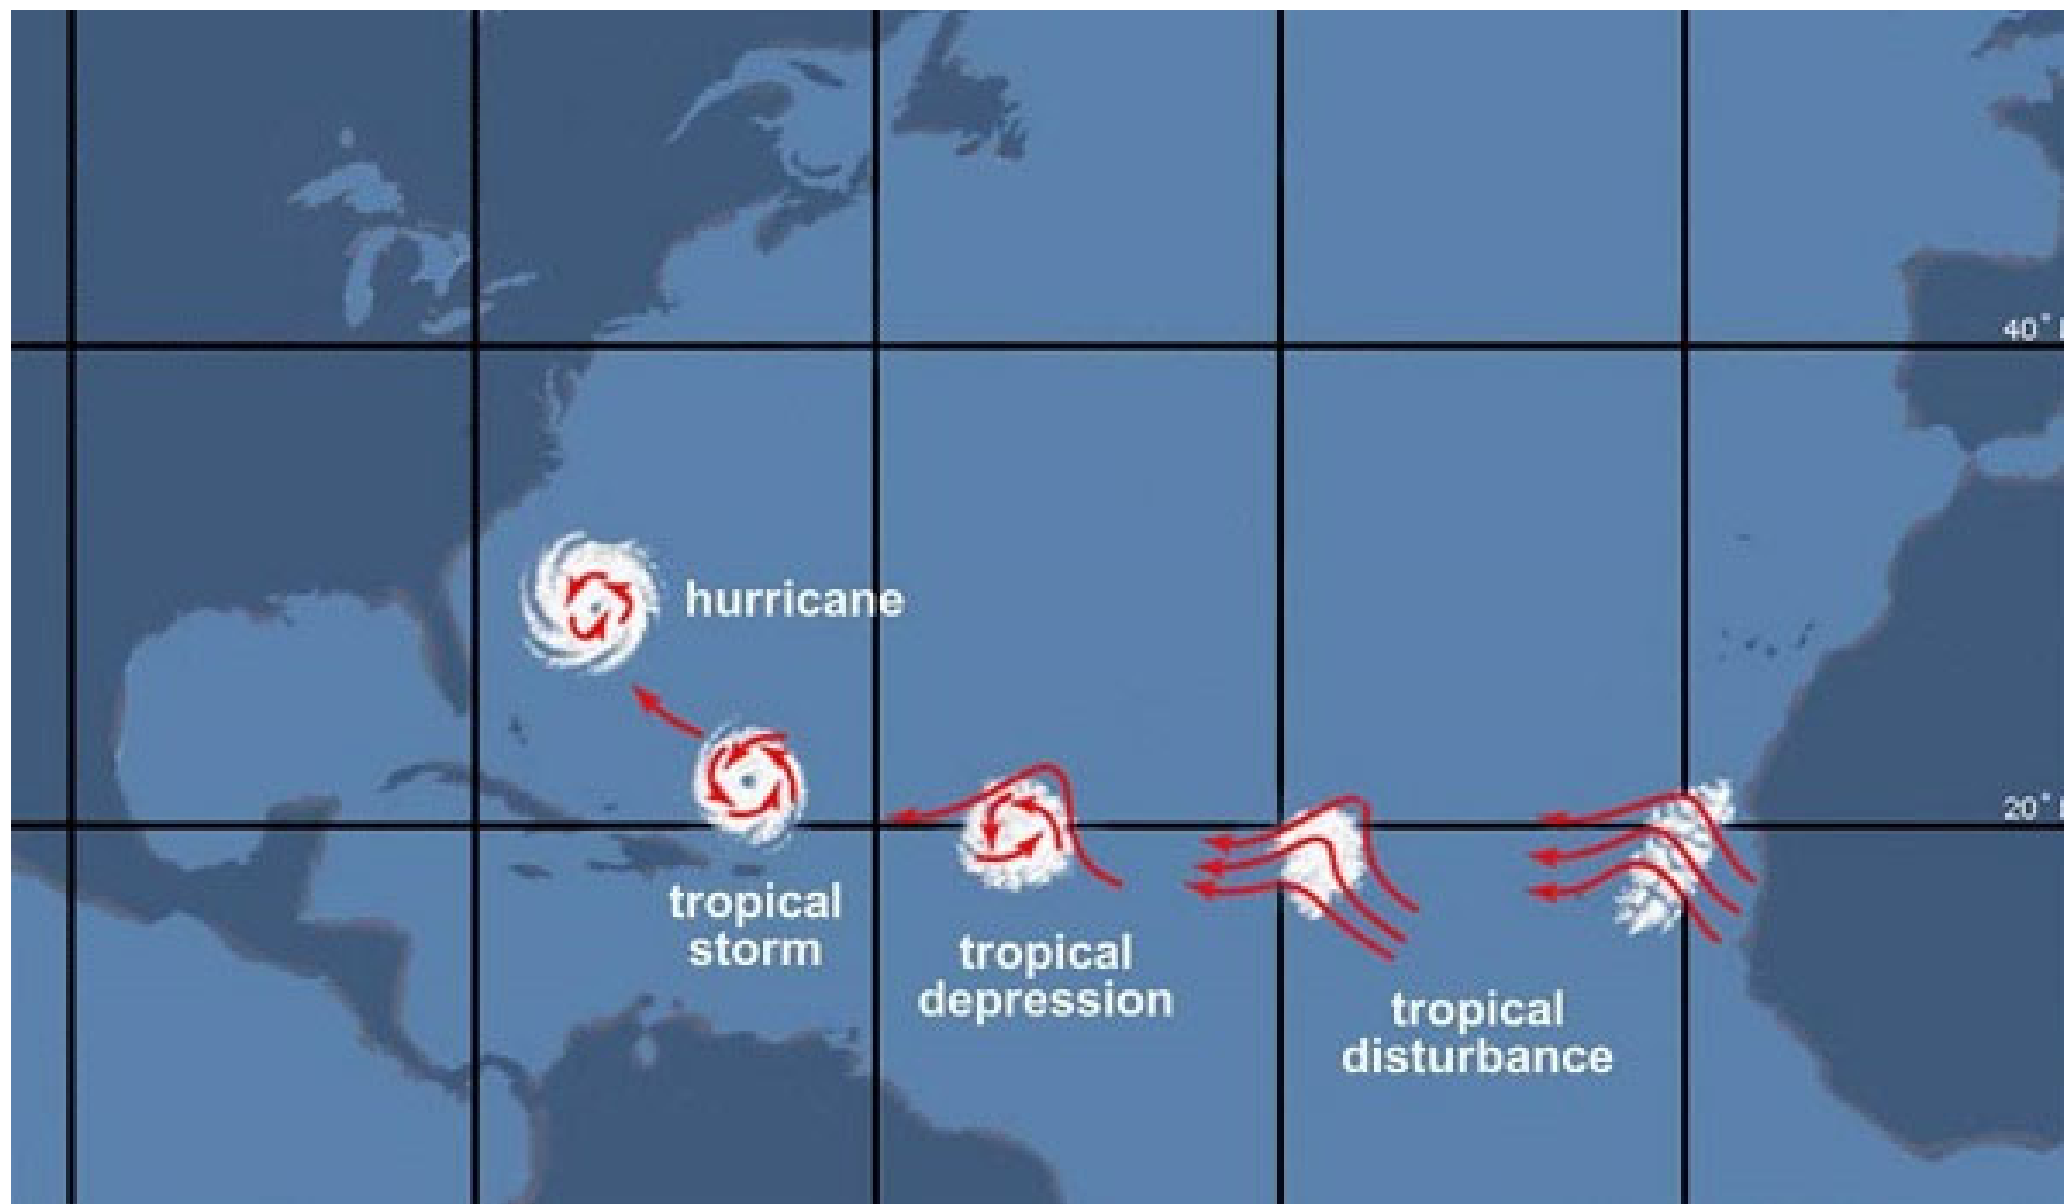 40°
hurricane
20°
tropical
storm
tropical
depression
tropical
disturbance